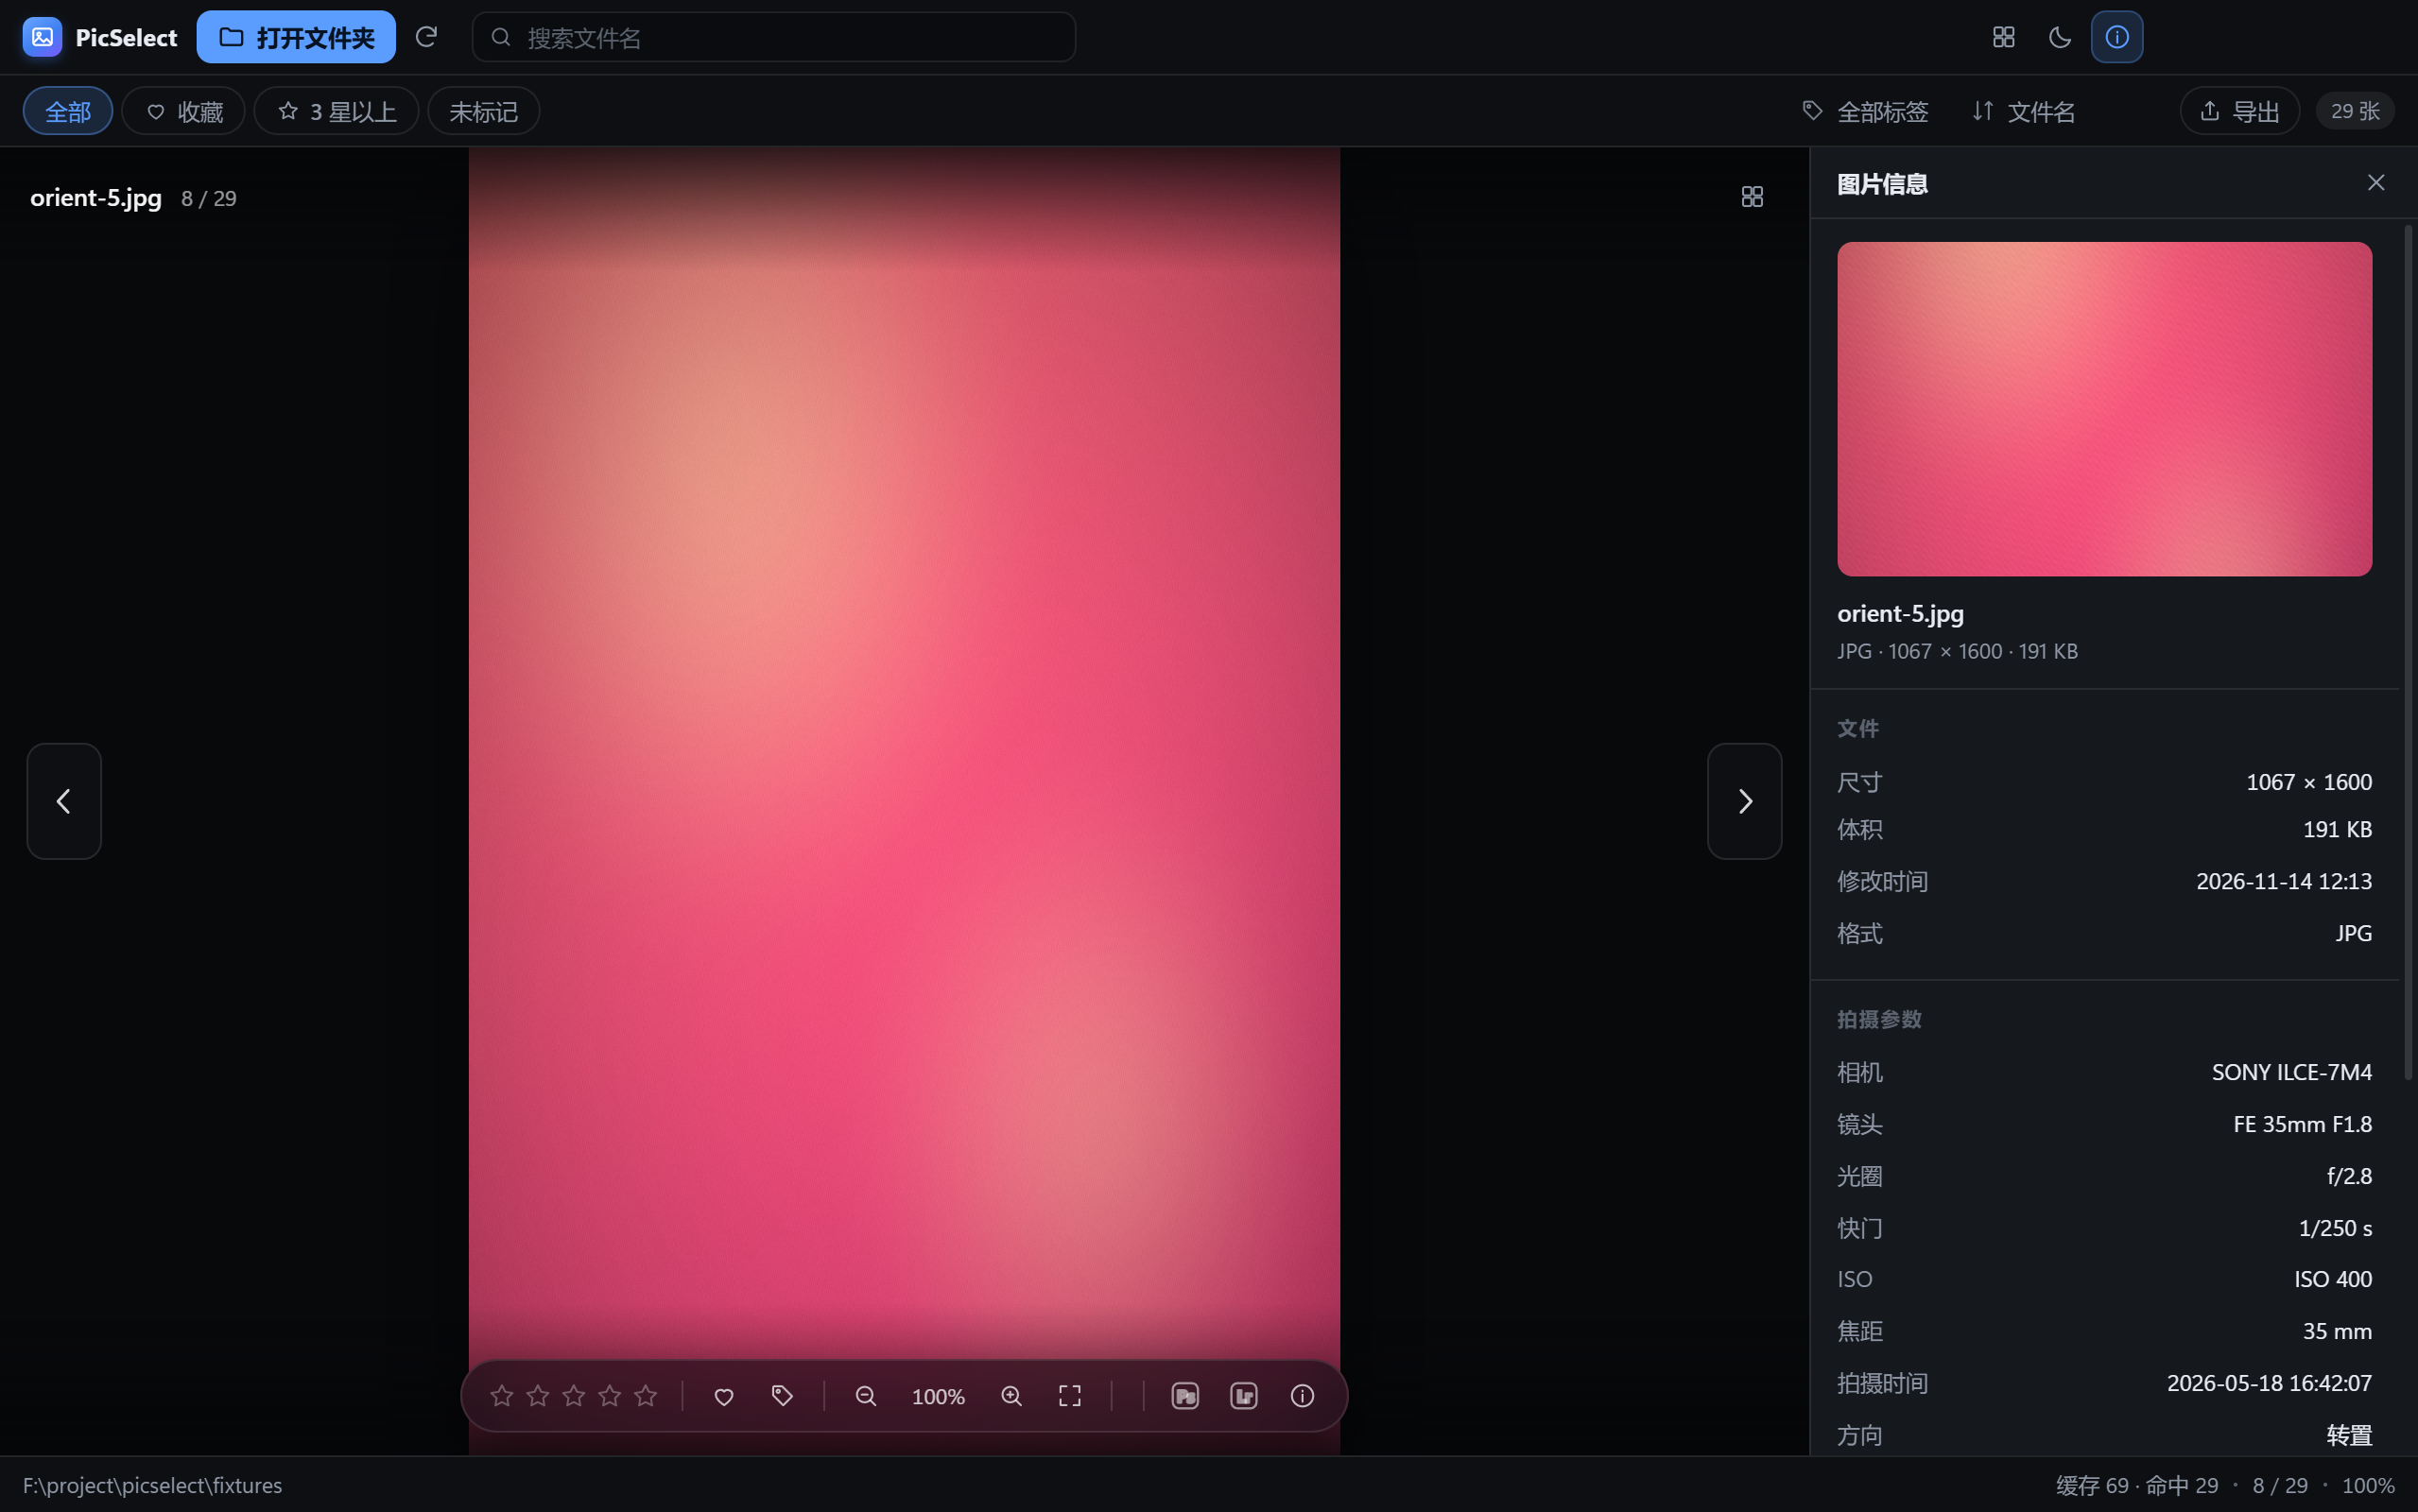 PicSelect 打开文件夹 搜索文件名
全部 收藏 3 星以上 未标记 全部标签 文件名 导出 29 张
orient-5.jpg 8 / 29
图片信息
orient-5.jpg
JPG · 1067 × 1600 · 191 KB
文件
尺寸 1067 × 1600
体积 191 KB
修改时间 2026-11-14 12:13
格式 JPG
拍摄参数
相机 SONY ILCE-7M4
镜头 FE 35mm F1.8
光圈 f/2.8
快门 1/250 s
ISO ISO 400
焦距 35 mm
拍摄时间 2026-05-18 16:42:07
方向 转置
100% Ps Lr
F:\project\picselect\fixtures 缓存 69 · 命中 29 · 8 / 29 · 100%